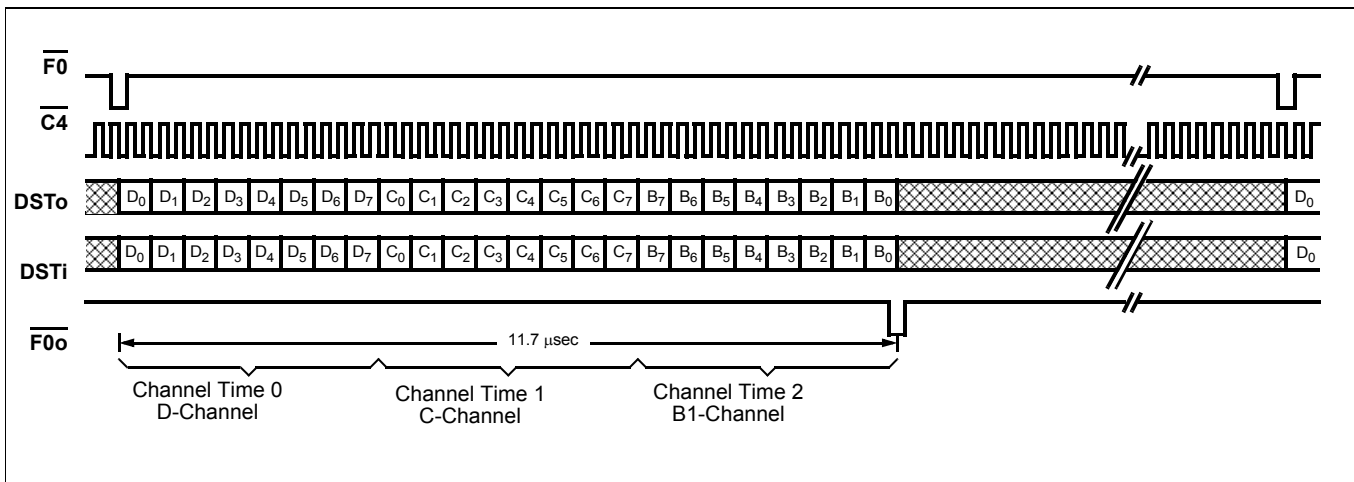 F0
C4
DSTo D0 D1 D2 D3 D4 D5 D6 D7 C0 C1 C2 C3 C4 C5 C6 C7 B7 B6 B5 B4 B3 B2 B1 B0 D0
DSTi D0 D1 D2 D3 D4 D5 D6 D7 C0 C1 C2 C3 C4 C5 C6 C7 B7 B6 B5 B4 B3 B2 B1 B0 D0
F0o
11.7 μsec
Channel Time 0
D-Channel
Channel Time 1
C-Channel
Channel Time 2
B1-Channel